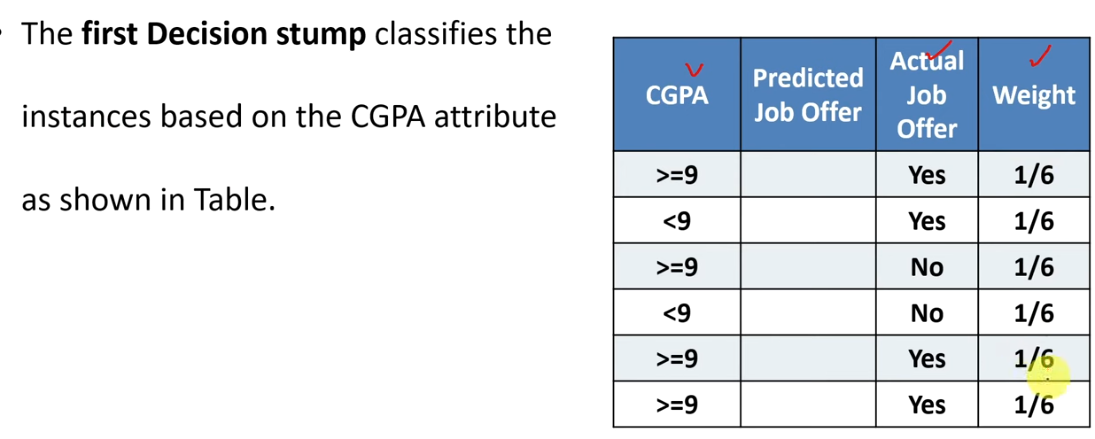 The first Decision stump classifies the
instances based on the CGPA attribute
as shown in Table.
CGPA | Predicted Job Offer | Actual Job Offer | Weight
>=9 | | Yes | 1/6
<9 | | Yes | 1/6
>=9 | | No | 1/6
<9 | | No | 1/6
>=9 | | Yes | 1/6
>=9 | | Yes | 1/6